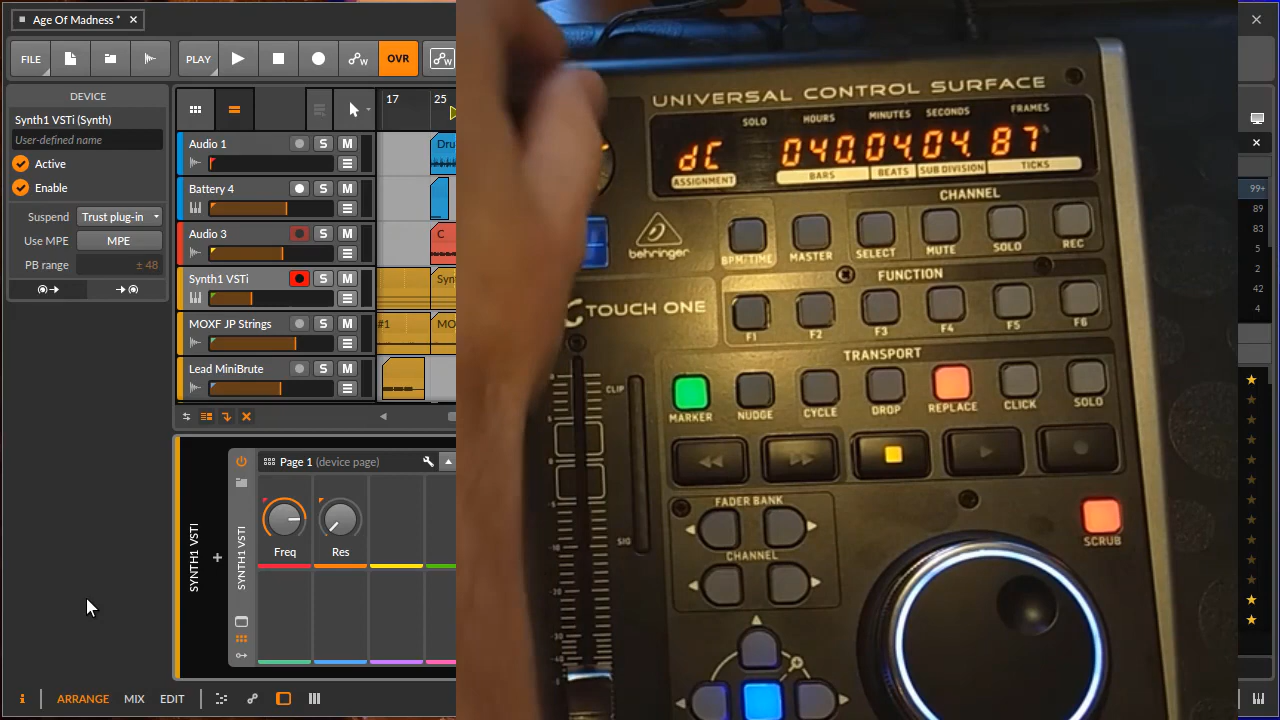 Age Of Madness *
FILE
PLAY
OVR
DEVICE
Synth1 VSTi (Synth)
User-defined name
Active
Enable
Suspend
Trust plug-in
Use MPE
MPE
PB range
± 48
17
25
Audio 1
S
M
Dru
Battery 4
S
M
Audio 3
S
M
C
Synth1 VSTi
S
M
Synt
MOXF JP Strings
S
M
#1
MO
Lead MiniBrute
S
M
SYNTH1 VSTI
SYNTH1 VSTI
Page 1 (device page)
Freq
Res
ARRANGE
MIX
EDIT
UNIVERSAL CONTROL SURFACE
SOLO
HOURS
MINUTES
SECONDS
FRAMES
dC
040.04.04.87
ASSIGNMENT
BARS
BEATS
SUB DIVISION
TICKS
behringer
CHANNEL
BPM/TIME
MASTER
SELECT
MUTE
SOLO
REC
FUNCTION
TOUCH ONE
F1
F2
F3
F4
F5
F6
TRANSPORT
CLIP
MARKER
NUDGE
CYCLE
DROP
REPLACE
CLICK
SOLO
FADER BANK
SIG
CHANNEL
SCRUB
99+
89
83
5
2
42
4